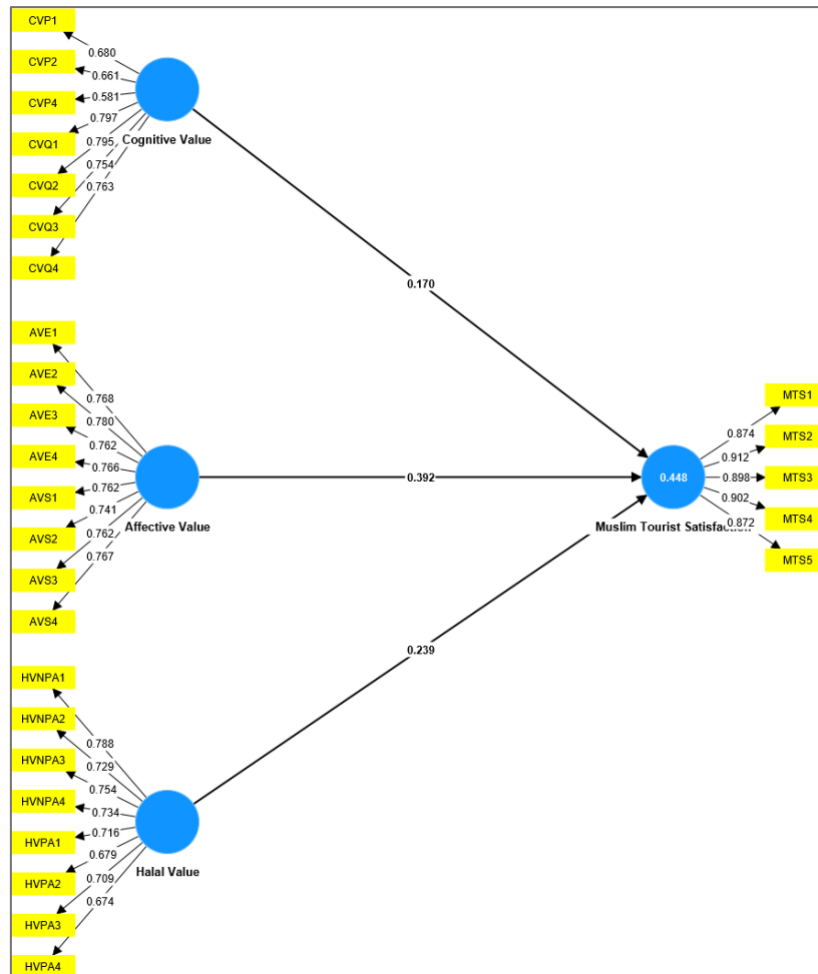 CVP1
0.680
CVP2
0.661
CVP4
0.581
CVQ1
0.797
CVQ2
0.795
CVQ3
0.754
CVQ4
0.763
Cognitive Value
0.170
AVE1
0.768
AVE2
0.780
AVE3
0.762
AVE4
0.766
AVS1
0.762
AVS2
0.741
AVS3
0.762
AVS4
0.767
Affective Value
0.392
HVNPA1
0.788
HVNPA2
0.729
HVNPA3
0.754
HVNPA4
0.734
HVPA1
0.716
HVPA2
0.679
HVPA3
0.709
HVPA4
0.674
Halal Value
0.239
0.448
Muslim Tourist Satisfaction
MTS1
0.874
MTS2
0.912
MTS3
0.898
MTS4
0.902
MTS5
0.872